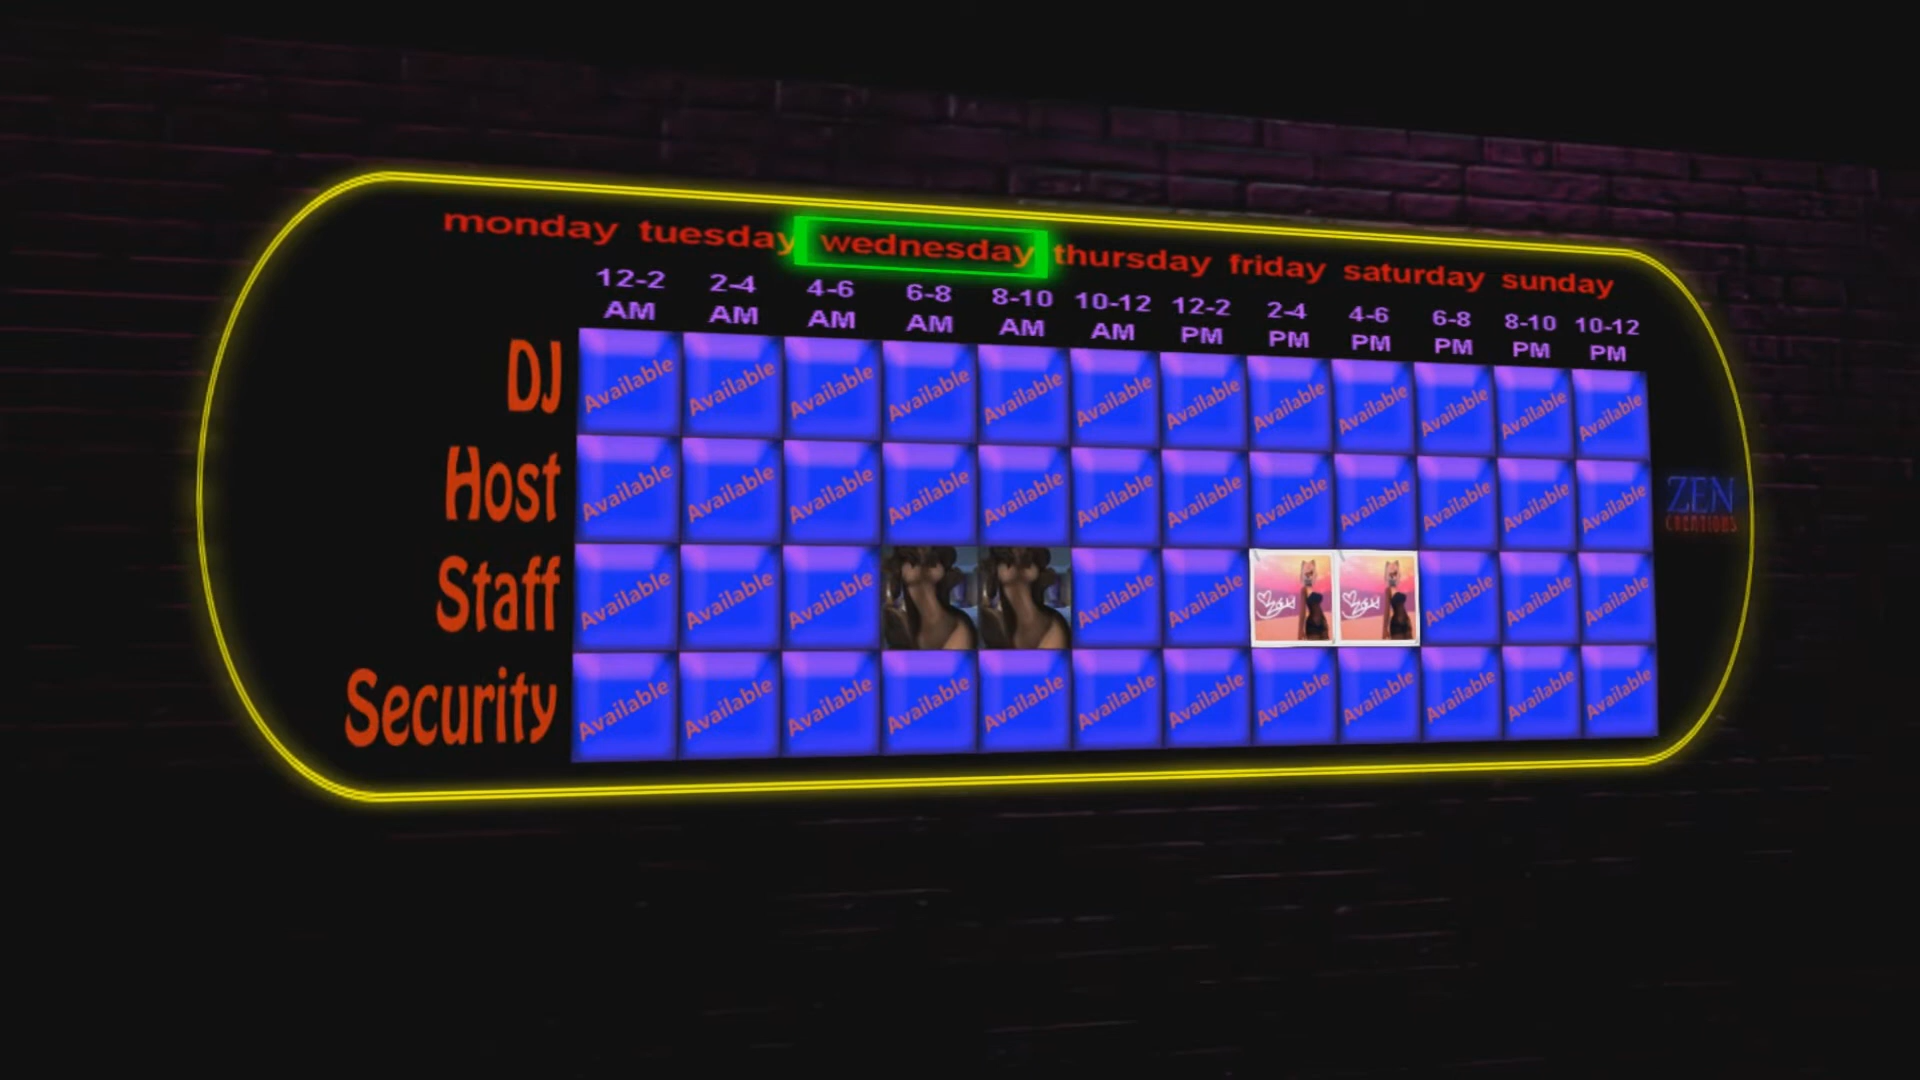 monday tuesday wednesday thursday friday saturday sunday
12-2 AM 2-4 AM 4-6 AM 6-8 AM 8-10 AM 10-12 AM 12-2 PM 2-4 PM 4-6 PM 6-8 PM 8-10 PM 10-12 PM
DJ Available Available Available Available Available Available Available Available Available Available Available Available
Host Available Available Available Available Available Available Available Available Available Available Available Available
Staff Available Available Available Available Available Available Available Available
Security Available Available Available Available Available Available Available Available Available Available Available Available
ZEN
CREATIONS